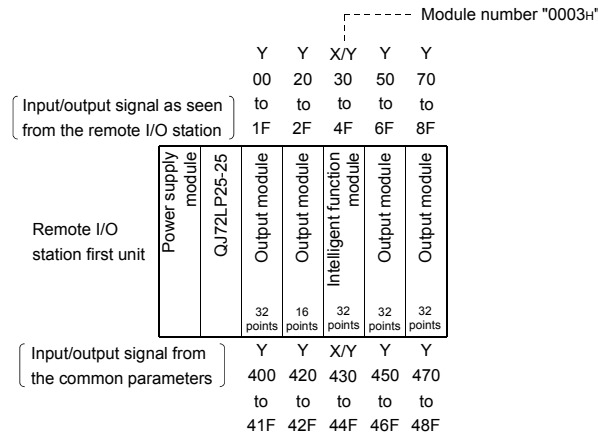 Module number "0003H"
Y Y X/Y Y Y
00 20 30 50 70
Input/output signal as seen to to to to to
from the remote I/O station 1F 2F 4F 6F 8F
Power supply module
QJ72LP25-25
Output module
Output module
Intelligent function module
Output module
Output module
Remote I/O
station first unit
32 16 32 32 32
points points points points points
Input/output signal from Y Y X/Y Y Y
the common parameters 400 420 430 450 470
to to to to to
41F 42F 44F 46F 48F